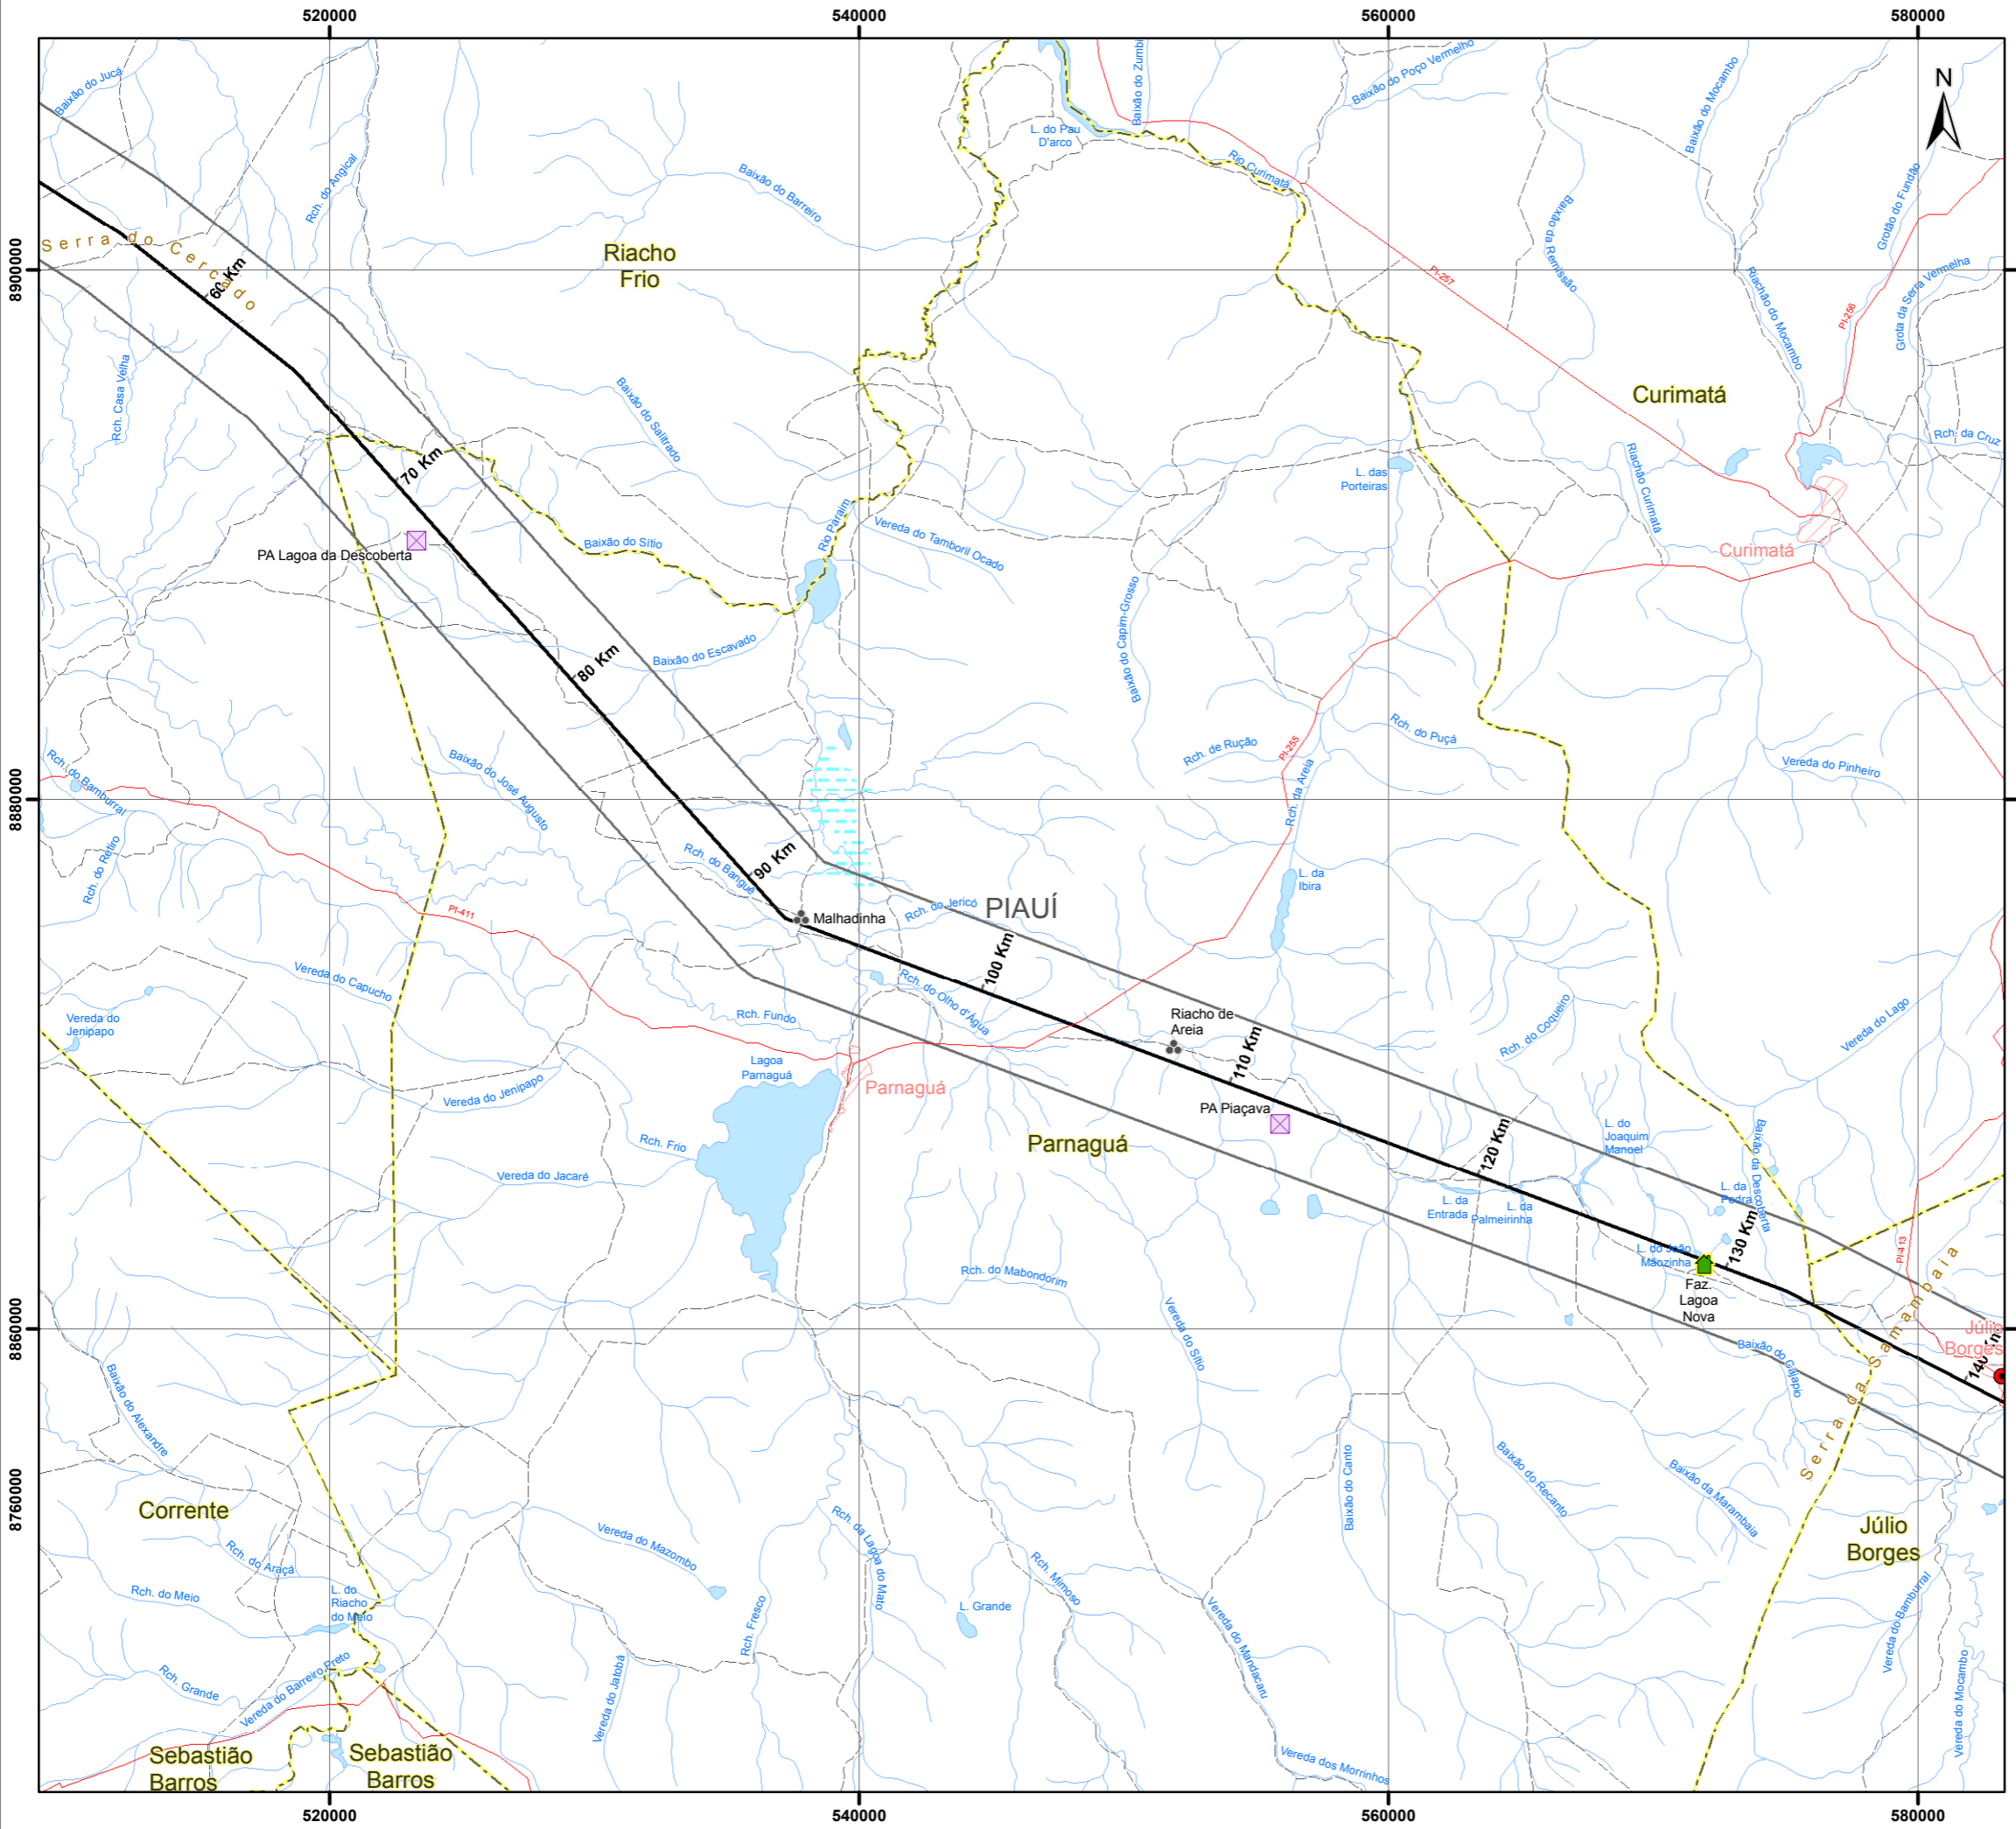 520000
540000
560000
580000
Baixão do Jucá
Rch. do Angical
Baixão do Barreiro
L. do Pau
D'arco
Baixão do Zumbi
Rio Curimatá
Baixão do Poço Vermelho
Baixão do Mocambo
N
Grotão do Fundão
Baixão da Remissão
Serra do Cercado
60 Km
Riacho
Frio
8900000
PI-257
Riachão do Mocambo
PI-256
Grota da Serra Vermelha
Rch. Casa Velha
Baixão do Salitrado
Curimatá
Rch. da Cruz
70 Km
L. das
Porteiras
Riachão Curimatá
PA Lagoa da Descoberta
Baixão do Sítio
Rio Paraim
Vereda do Tamboril Ocado
Curimatá
Baixão do Capim-Grosso
Baixão do Escavado
80 Km
Rch. de Rução
PI-255
Rch. do Puçá
Vereda do Pinheiro
Rch. do Bamburral
Baixão do José Augusto
8880000
Rch. da Areia
Rch. do Retiro
Rch. do Banguê
90 Km
L. da
Ibira
PI-411
Malhadinha
Rch. do Jericó
PIAUÍ
Vereda do Capucho
100 Km
Rch. do Olho d'Água
Vereda do
Jenipapo
Rch. Fundo
Riacho de
Areia
110 Km
Rch. do Coqueiro
Vereda do Lago
Lagoa
Parnaguá
Parnaguá
Vereda do Jenipapo
PA Piaçava
Rch. Frio
Parnaguá
L. do
Joaquim
Manoel
Baixão da Descoberta
Vereda do Jacaré
120 Km
L. da
Entrada
L. da
Palmeirinha
L. da
Pedra
130 Km
Rch. do Mabondorim
L. do João
Mãozinha
Faz.
Lagoa
Nova
PI-413
Serra da Samambaia
8860000
Vereda do Sítio
Baixão do Cajapio
Júlio
Borges
140 Km
Baixão do Alexandre
Baixão do Canto
Baixão do Recanto
Baixão da Marambaia
8760000
Corrente
Júlio
Borges
Rch. do Araçá
Vereda do Mazombo
Rch. da Lagoa do Mato
Rch. Mimoso
Rch. do Meio
L. do
Riacho
do Meio
Rch. Fresco
L. Grande
Vereda do Mandacaru
Vereda do Bamburral
Rch. Grande
Vereda do Barreiro Preto
Vereda do Jatobá
Vereda do Mocambo
Sebastião
Barros
Sebastião
Barros
Vereda dos Morrinhos
520000
540000
560000
580000